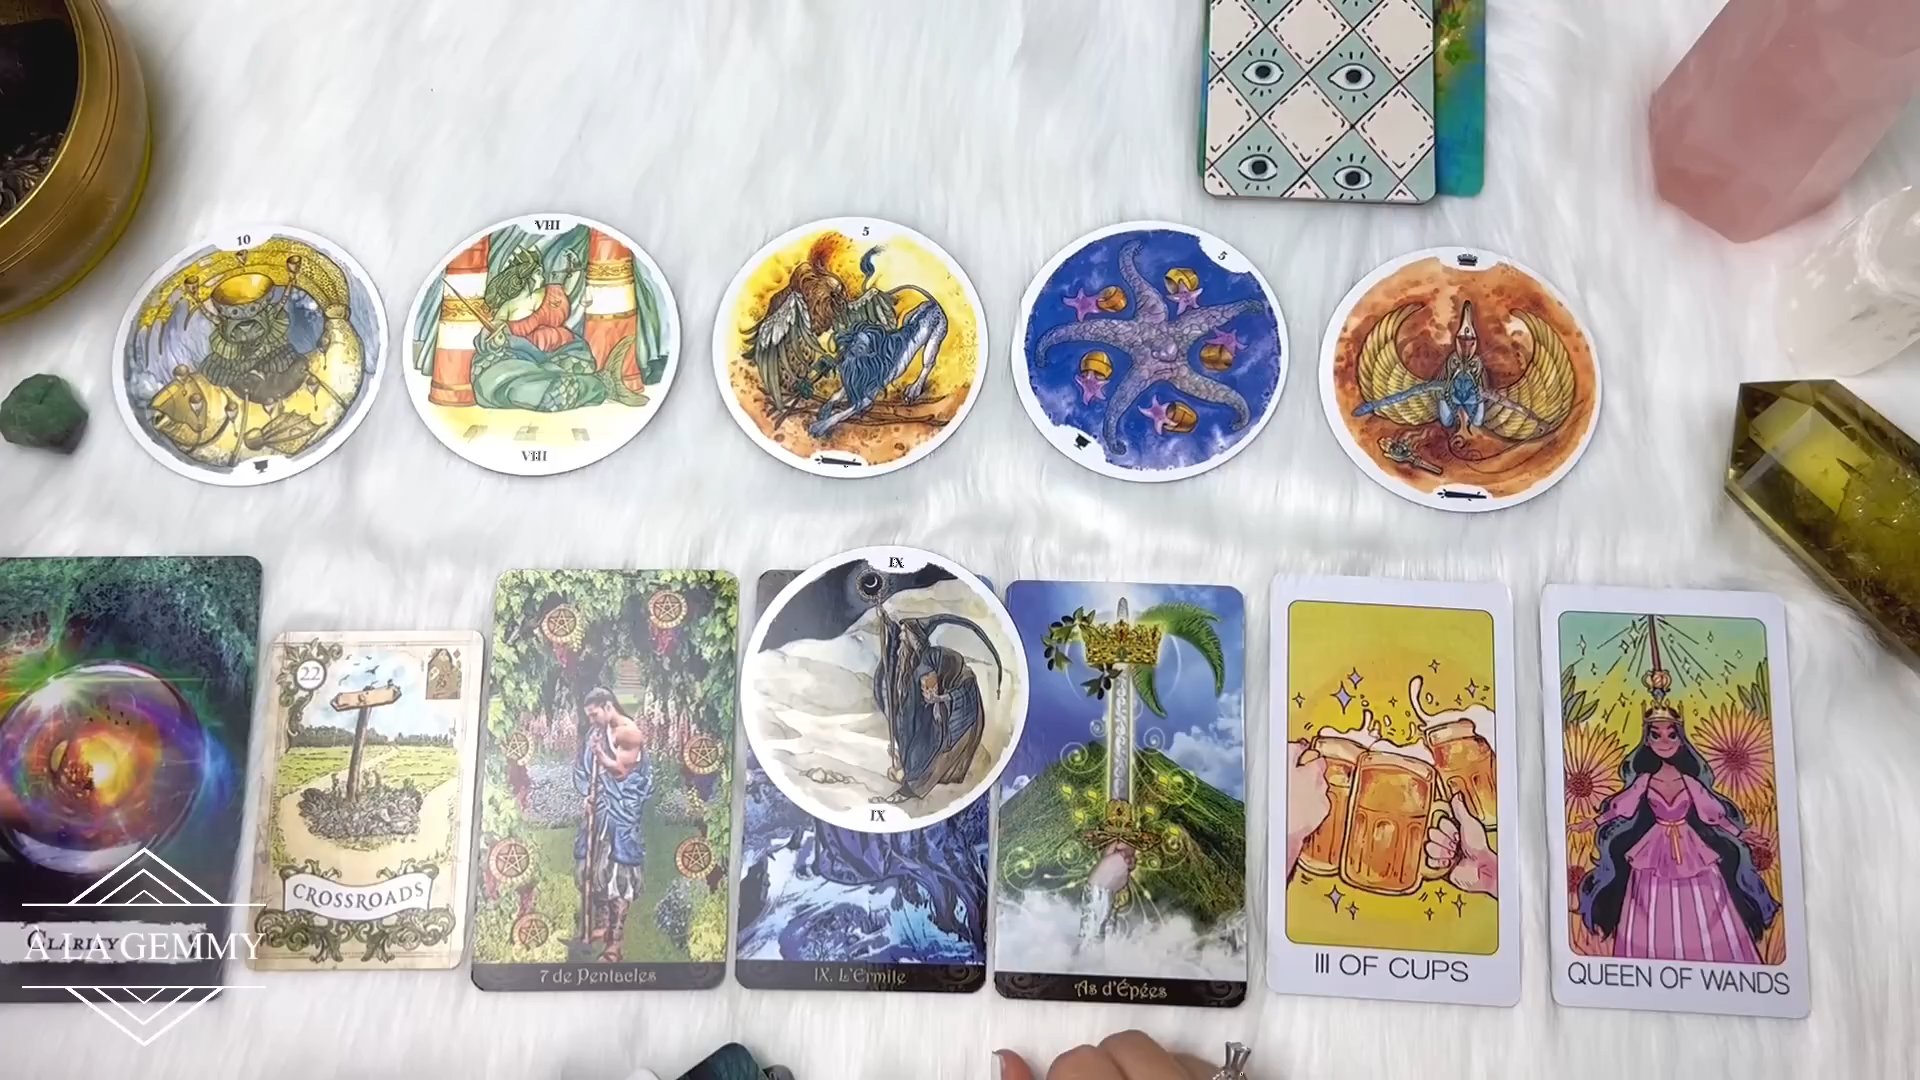 10
VIII
5
5
VIII
IX
22
IX
CROSSROADS
CLARITY
A LA GEMMY
7 de Pentacles
IX. L'Ermite
As d'Épées
III OF CUPS
QUEEN OF WANDS